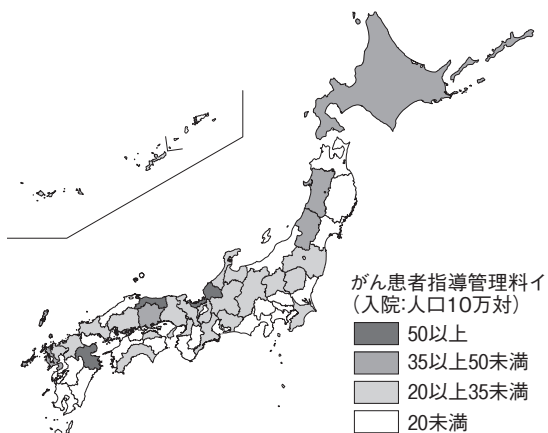 がん患者指導管理料イ
(入院:人口10万対)
50以上
35以上50未満
20以上35未満
20未満